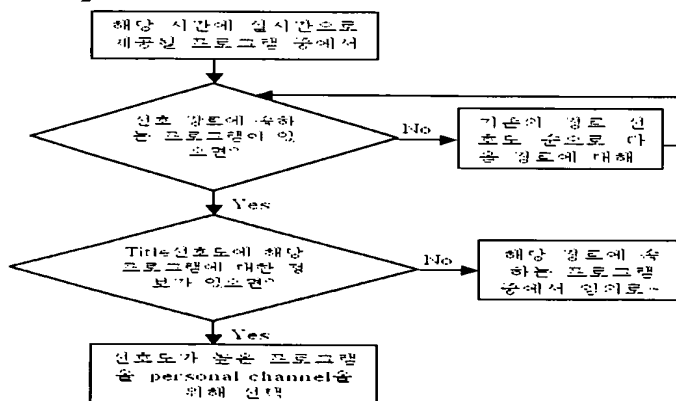 해당 시간에 실시간으로
제공될 프로그램 중에서
선호 장르에 속하
는 프로그램이 있
으면?
No
기존의 장르 선
호도 순으로 다
음 장르에 대해
Yes
Title선호도에 해당
프로그램에 대한 정
보가 있으면?
No
해당 장르에 속
하는 프로그램
중에서 임의로
Yes
선호도가 높은 프로그램
을 personal channel을
위해 선택